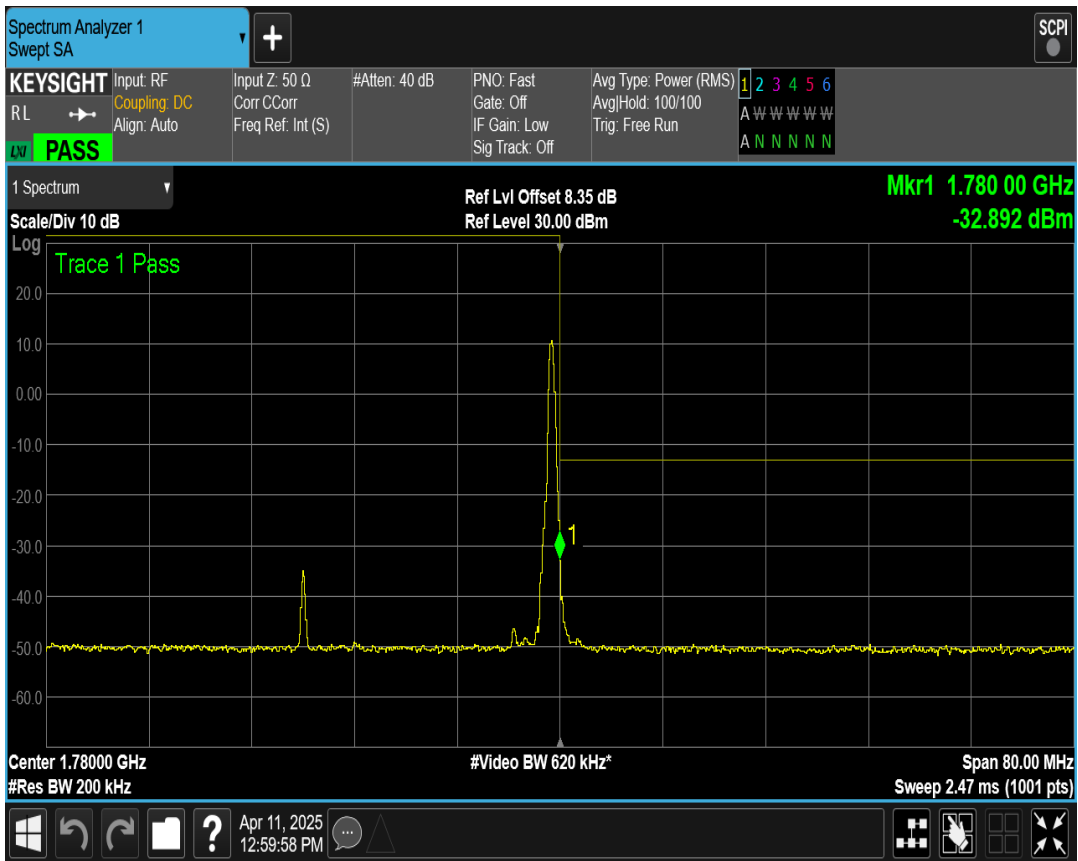 Spectrum Analyzer 1
Swept SA
SCPI
KEYSIGHT
R L
LXI PASS
Input: RF
Coupling: DC
Align: Auto
Input Z: 50 Ω
Corr CCorr
Freq Ref: Int (S)
#Atten: 40 dB
PNO: Fast
Gate: Off
IF Gain: Low
Sig Track: Off
Avg Type: Power (RMS)
Avg|Hold: 100/100
Trig: Free Run
1 2 3 4 5 6
A W W W W W
A N N N N N
1 Spectrum
Scale/Div 10 dB
Ref Lvl Offset 8.35 dB
Ref Level 30.00 dBm
Mkr1 1.780 00 GHz
-32.892 dBm
Log
Trace 1 Pass
20.0
10.0
0.00
-10.0
-20.0
-30.0
-40.0
-50.0
-60.0
1
Center 1.78000 GHz
#Res BW 200 kHz
#Video BW 620 kHz*
Span 80.00 MHz
Sweep 2.47 ms (1001 pts)
?
Apr 11, 2025
12:59:58 PM